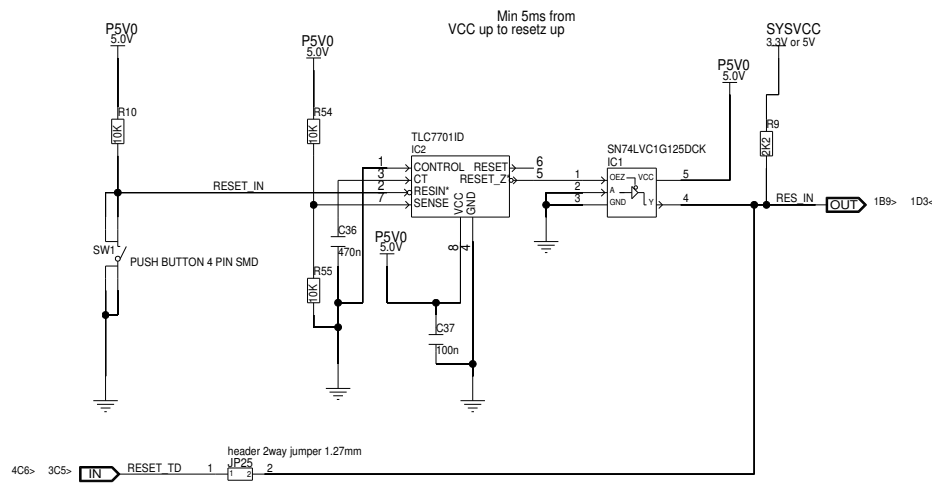 Min 5ms from
VCC up to resetz up
P5V0
5.0V
P5V0
5.0V
SYSVCC
3.3V or 5V
P5V0
5.0V
R10
10K
R54
10K
R9
2K2
TLC7701ID
IC2
SN74LVC1G125DCK
IC1
1
CONTROL
RESET
6
3
CT
RESET_Z*
5
2
RESIN*
7
SENSE
VCC
GND
8
4
RESET_IN
1
OEZ
VCC
5
2
A
3
GND
Y
4
RES_IN
OUT
1B9>
1D3<
C36
470n
P5V0
5.0V
SW1
PUSH BUTTON 4 PIN SMD
R55
10K
C37
100n
header 2way jumper 1.27mm
JP25
4C6>
3C5>
IN
RESET_TD
1
1
2
2